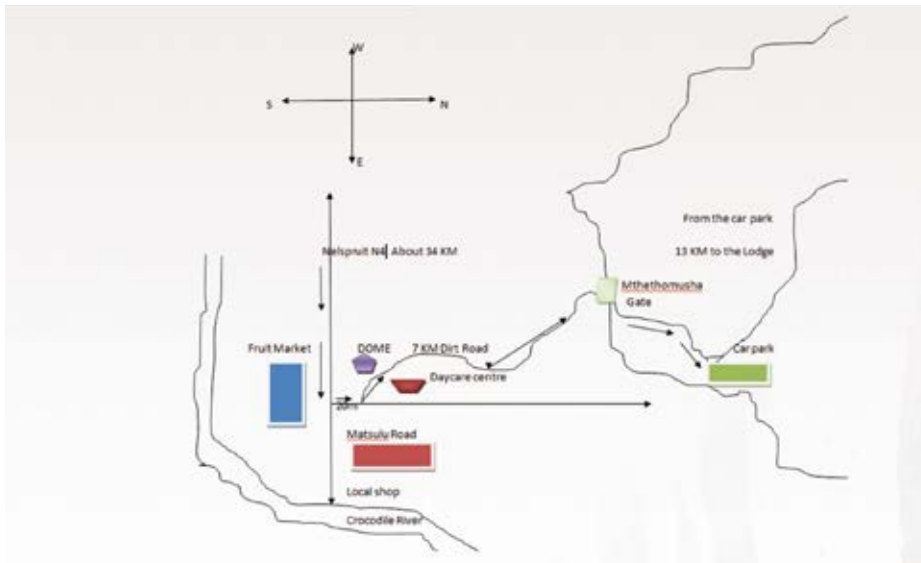 W
S
N
E
From the car park
Nelspruit N4 About 34 KM
13 KM to the Lodge
Mthethomusha
Gate
Fruit Market
DOME
7 KM Dirt Road
Car park
Daycare centre
20m
Matsulu Road
Local shop
Crocodile River